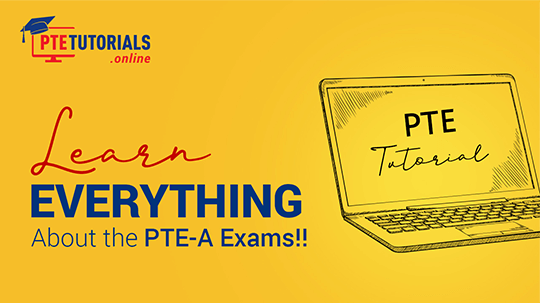 PTETUTORIALS
.online
Learn
EVERYTHING
About the PTE-A Exams!!
PTE
Tutorial